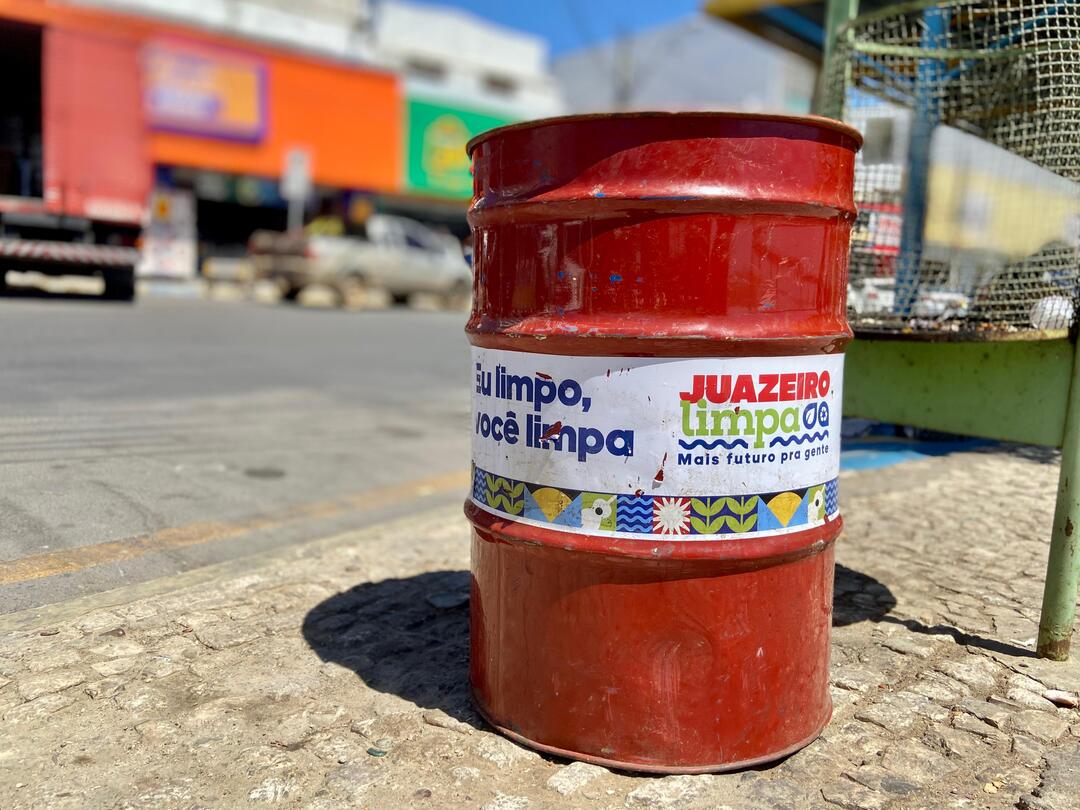 Eu limpo,
você limpa
JUAZEIRO
limpa
Mais futuro pra gente